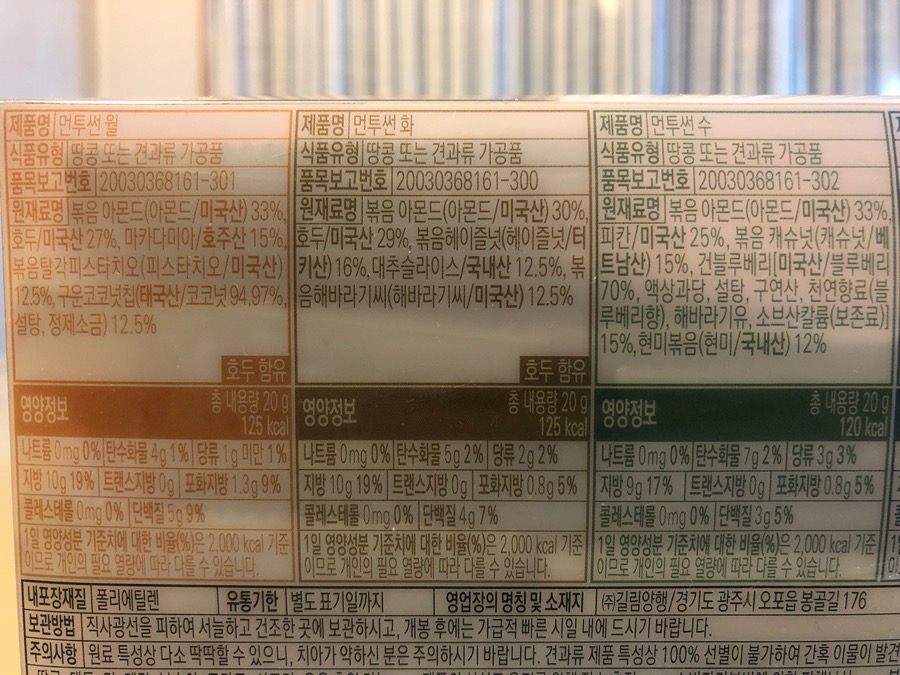 제품명 먼투썬 월
식품유형 땅콩 또는 견과류 가공품
품목보고번호 20030368161-301
원재료명 볶음 아몬드(아몬드/미국산) 33%,
호두/미국산 27%, 마카다미아/호주산 15%,
볶음탈각피스타치오(피스타치오/미국산)
12.5%, 구운코코넛칩(태국산/코코넛 94.97%,
설탕, 정제소금) 12.5%
호두 함유
영양정보 총 내용량 20 g
125 kcal
나트륨 0mg 0% 탄수화물 4g 1% 당류 1g 미만 1%
지방 10g 19% 트랜스지방 0g 포화지방 1.3g 9%
콜레스테롤 0mg 0% 단백질 5g 9%
1일 영양성분 기준치에 대한 비율(%)은 2,000 kcal 기준
이므로 개인의 필요 열량에 따라 다를 수 있습니다.
제품명 먼투썬 화
식품유형 땅콩 또는 견과류 가공품
품목보고번호 20030368161-300
원재료명 볶음 아몬드(아몬드/미국산) 30%,
호두/미국산 29%, 볶음헤이즐넛(헤이즐넛/터
키산) 16%, 대추슬라이스/국내산 12.5%, 볶
음해바라기씨(해바라기씨/미국산) 12.5%
호두 함유
영양정보 총 내용량 20 g
125 kcal
나트륨 0mg 0% 탄수화물 5g 2% 당류 2g 2%
지방 10g 19% 트랜스지방 0g 포화지방 0.8g 5%
콜레스테롤 0mg 0% 단백질 4g 7%
1일 영양성분 기준치에 대한 비율(%)은 2,000 kcal 기준
이므로 개인의 필요 열량에 따라 다를 수 있습니다.
제품명 먼투썬 수
식품유형 땅콩 또는 견과류 가공품
품목보고번호 20030368161-302
원재료명 볶음 아몬드(아몬드/미국산) 33%,
피칸/미국산 25%, 볶음 캐슈넛(캐슈넛/베
트남산) 15%, 건블루베리[미국산/블루베리
70%, 액상과당, 설탕, 구연산, 천연향료(블
루베리향), 해바라기유, 소브산칼륨(보존료)]
15%, 현미볶음(현미/국내산) 12%
영양정보 총 내용량 20 g
120 kcal
나트륨 0mg 0% 탄수화물 7g 2% 당류 3g 3%
지방 9g 17% 트랜스지방 0g 포화지방 0.8g 5%
콜레스테롤 0mg 0% 단백질 3g 5%
1일 영양성분 기준치에 대한 비율(%)은 2,000 kcal 기준
이므로 개인의 필요 열량에 따라 다를 수 있습니다.
내포장재질 폴리에틸렌 유통기한 별도 표기일까지 영업장의 명칭 및 소재지 ㈜길림양행/경기도 광주시 오포읍 봉골길 176
보관방법 직사광선을 피하여 서늘하고 건조한 곳에 보관하시고, 개봉 후에는 가급적 빠른 시일 내에 드시기 바랍니다.
주의사항 원료 특성상 다소 딱딱할 수 있으니, 치아가 약하신 분은 주의하시기 바랍니다. 견과류 제품 특성상 100% 선별이 불가하여 간혹 이물이 발견